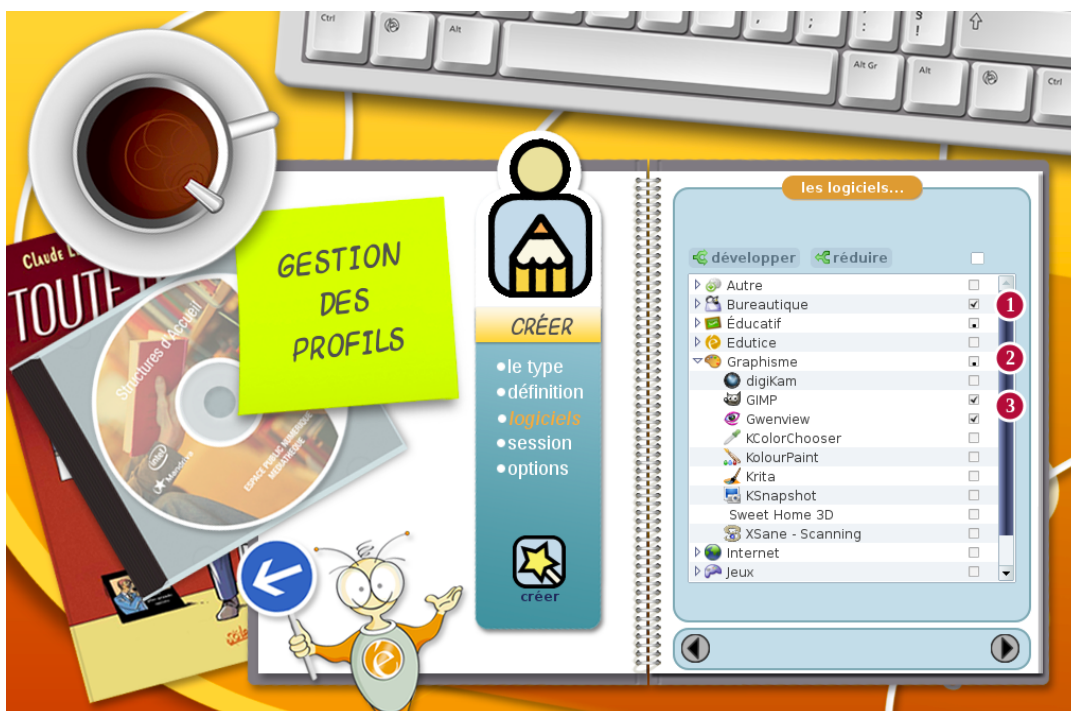 Ctrl
Alt
,
;
.
:
3
!
Alt Gr
Alt
Ctrl
Claude
TOUTE
Structures d'Accueil
intel
Mandriva
ESPACE PUBLIC NUMÉRIQUE
MÉDIATHÈQUE
GESTION
DES
PROFILS
CRÉER
le type
définition
logiciels
session
options
créer
les logiciels...
développer
réduire
Autre
Bureautique
1
Éducatif
Edutice
Graphisme
2
digiKam
GIMP
3
Gwenview
KColorChooser
KolourPaint
Krita
KSnapshot
Sweet Home 3D
XSane - Scanning
Internet
Jeux
é